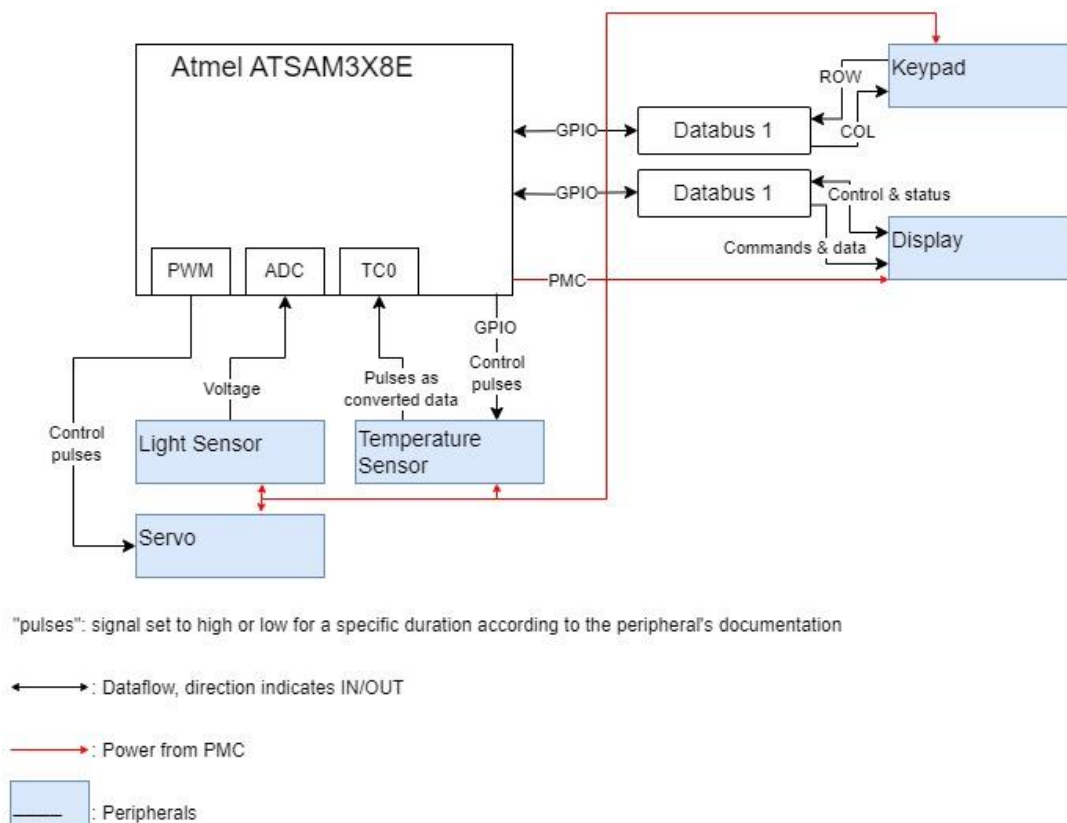 Atmel ATSAM3X8E
Keypad
ROW
COL
GPIO
Databus 1
GPIO
Databus 1
Control & status
Commands & data
Display
PMC
PWM
ADC
TC0
GPIO
Control
pulses
Voltage
Pulses as
converted data
Control
pulses
Light Sensor
Temperature
Sensor
Servo
"pulses": signal set to high or low for a specific duration according to the peripheral's documentation
: Dataflow, direction indicates IN/OUT
: Power from PMC
: Peripherals